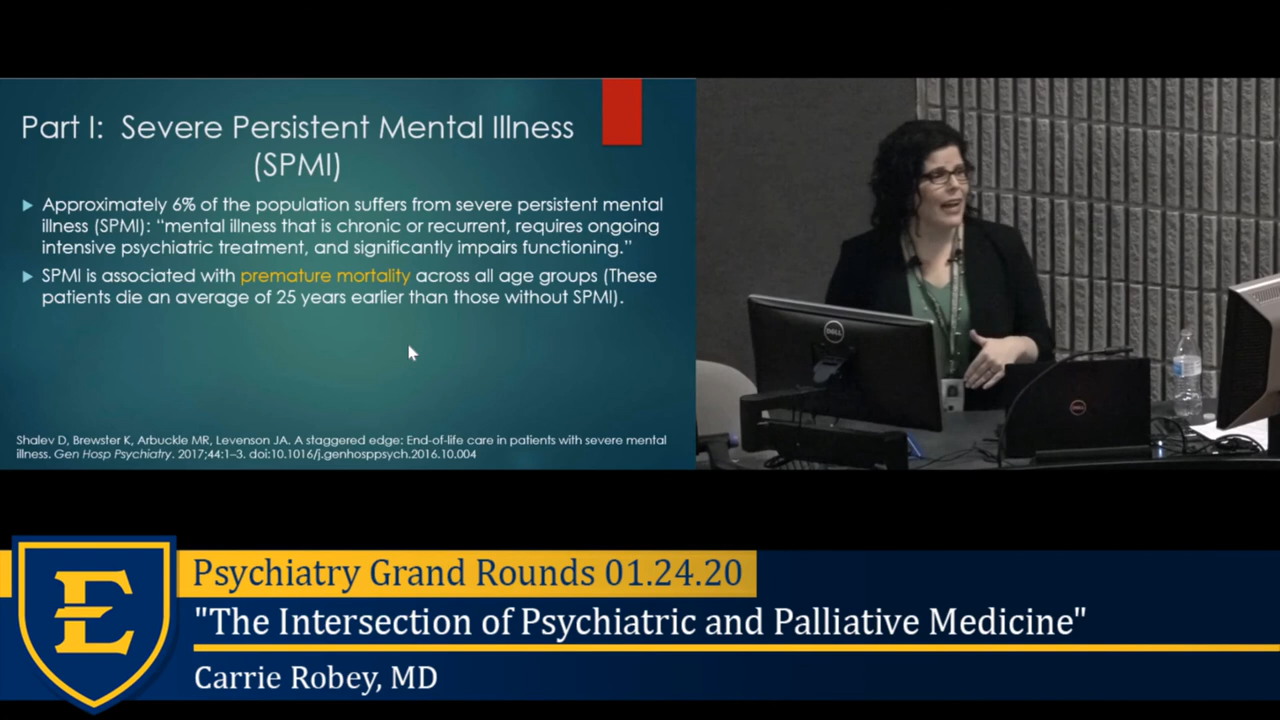 Part I: Severe Persistent Mental Illness
(SPMI)
Approximately 6% of the population suffers from severe persistent mental
illness (SPMI): “mental illness that is chronic or recurrent, requires ongoing
intensive psychiatric treatment, and significantly impairs functioning.”
SPMI is associated with premature mortality across all age groups (These
patients die an average of 25 years earlier than those without SPMI).
Shalev D, Brewster K, Arbuckle MR, Levenson JA. A staggered edge: End-of-life care in patients with severe mental
illness. Gen Hosp Psychiatry. 2017;44:1–3. doi:10.1016/j.genhosppsych.2016.10.004
DELL
DELL
E
Psychiatry Grand Rounds 01.24.20
"The Intersection of Psychiatric and Palliative Medicine"
Carrie Robey, MD